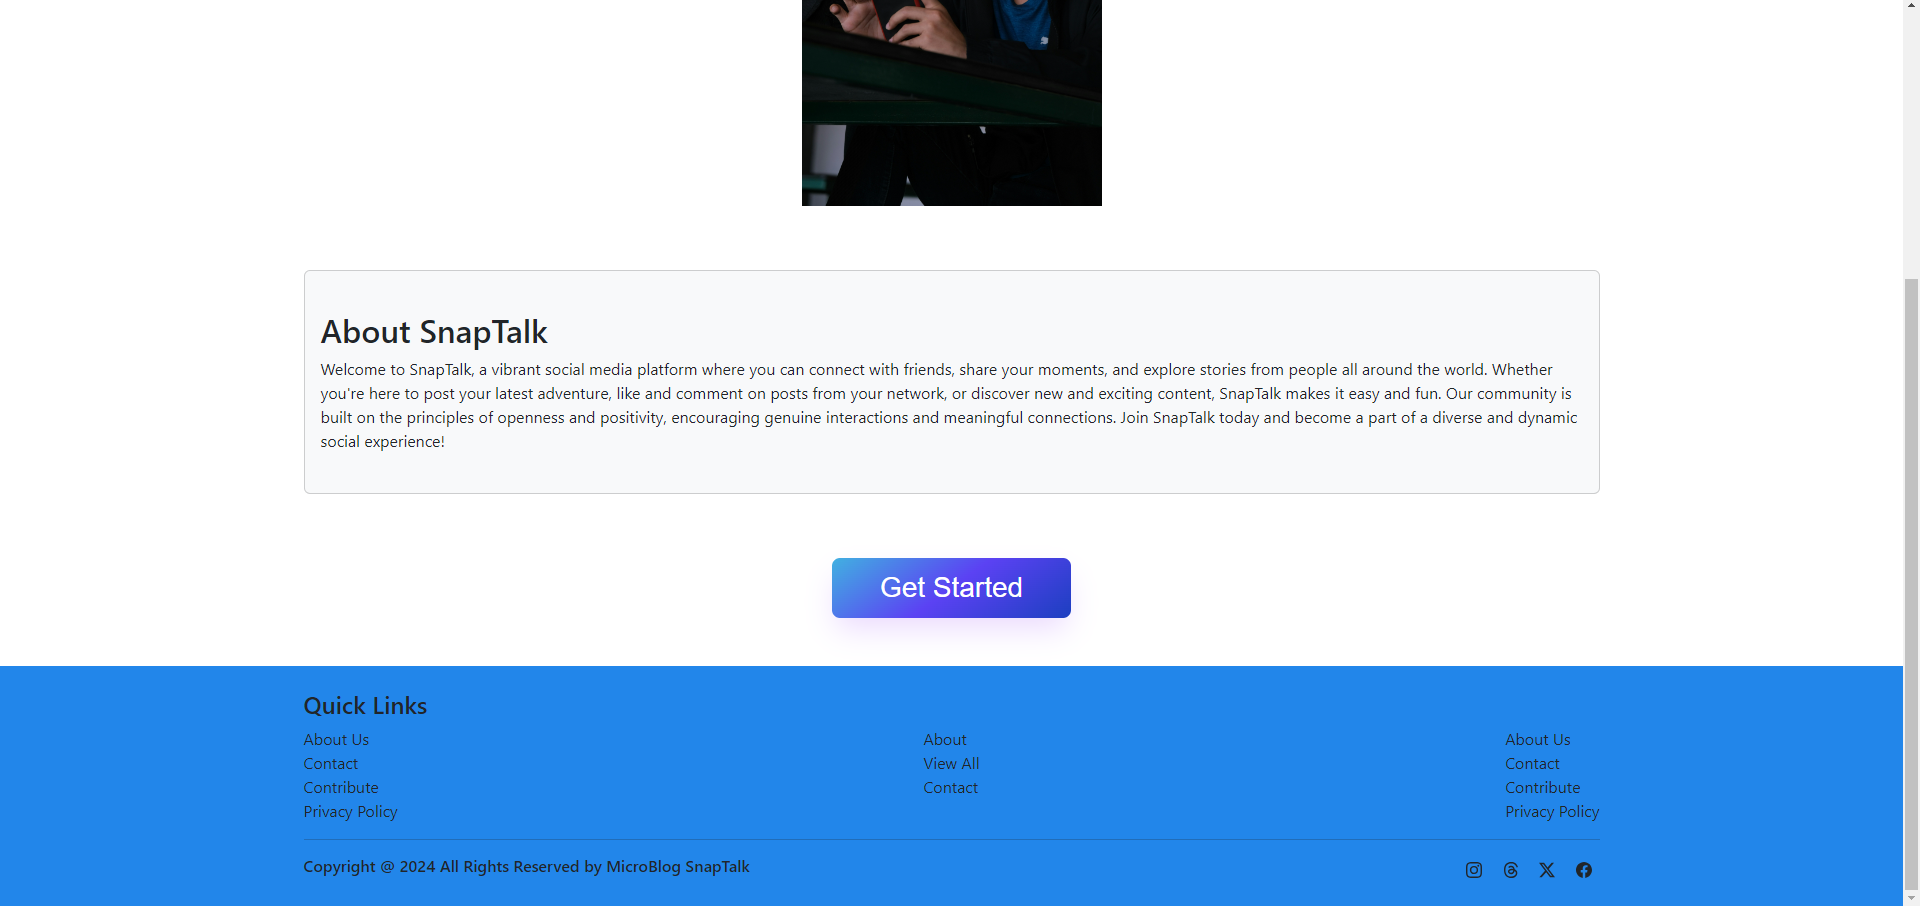 About SnapTalk
Welcome to SnapTalk, a vibrant social media platform where you can connect with friends, share your moments, and explore stories from people all around the world. Whether
you're here to post your latest adventure, like and comment on posts from your network, or discover new and exciting content, SnapTalk makes it easy and fun. Our community is
built on the principles of openness and positivity, encouraging genuine interactions and meaningful connections. Join SnapTalk today and become a part of a diverse and dynamic
social experience!
Get Started
Quick Links
About Us
Contact
Contribute
Privacy Policy
About
View All
Contact
About Us
Contact
Contribute
Privacy Policy
Copyright @ 2024 All Rights Reserved by MicroBlog SnapTalk